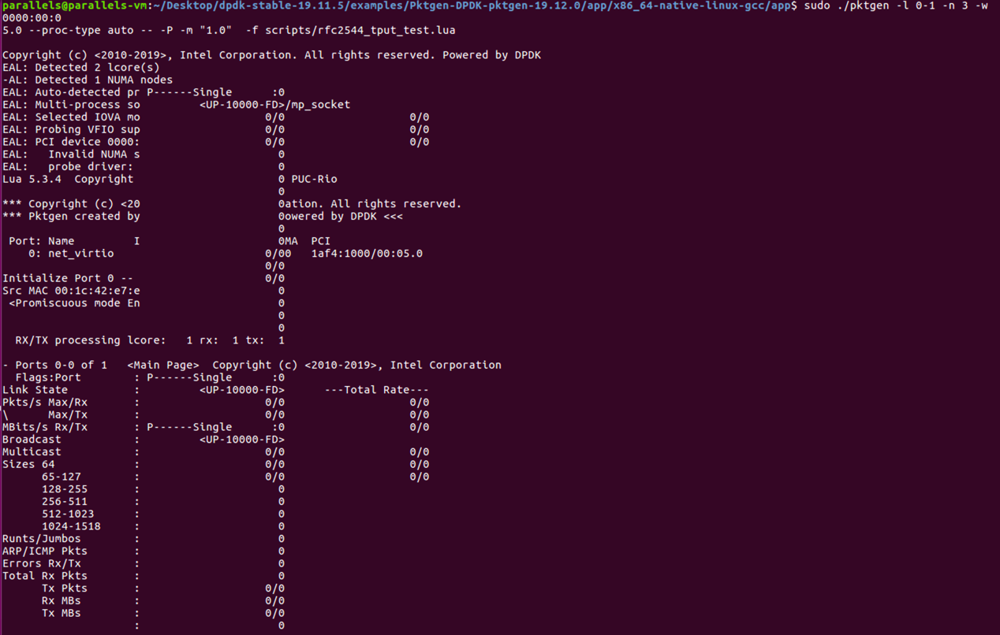 parallels@parallels-vm:~/Desktop/dpdk-stable-19.11.5/examples/Pktgen-DPDK-pktgen-19.12.0/app/x86_64-native-linux-gcc/app$ sudo ./pktgen -l 0-1 -n 3 -w
0000:00:0
5.0 --proc-type auto -- -P -m "1.0"  -f scripts/rfc2544_tput_test.lua
Copyright (c) <2010-2019>, Intel Corporation. All rights reserved. Powered by DPDK
EAL: Detected 2 lcore(s)
-AL: Detected 1 NUMA nodes
EAL: Auto-detected pr P------Single      :0
EAL: Multi-process so         <UP-10000-FD>/mp_socket
EAL: Selected IOVA mo                   0/0                   0/0
EAL: Probing VFIO sup                   0/0                   0/0
EAL: PCI device 0000:                   0/0                   0/0
EAL:   Invalid NUMA s                     0
EAL:   probe driver:                      0
Lua 5.3.4  Copyright                      0 PUC-Rio
                                          0
*** Copyright (c) <20                     0ation. All rights reserved.
*** Pktgen created by                     0owered by DPDK <<<
                                          0
 Port: Name         I                     0MA  PCI
    0: net_virtio                       0/00   1af4:1000/00:05.0
                                        0/0
Initialize Port 0 --                    0/0
Src MAC 00:1c:42:e7:e                     0
 <Promiscuous mode En                     0
                                          0
                                          0
  RX/TX processing lcore:   1 rx:  1 tx:  1
- Ports 0-0 of 1   <Main Page>  Copyright (c) <2010-2019>, Intel Corporation
  Flags:Port        : P------Single      :0
Link State          :         <UP-10000-FD>      ---Total Rate---
Pkts/s Max/Rx       :                   0/0                   0/0
\      Max/Tx       :                   0/0                   0/0
MBits/s Rx/Tx       : P------Single      :0                   0/0
Broadcast           :         <UP-10000-FD>
Multicast           :                   0/0                   0/0
Sizes 64            :                   0/0                   0/0
      65-127        :                   0/0                   0/0
      128-255       :                     0
      256-511       :                     0
      512-1023      :                     0
      1024-1518     :                     0
Runts/Jumbos        :                     0
ARP/ICMP Pkts       :                     0
Errors Rx/Tx        :                     0
Total Rx Pkts       :                     0
      Tx Pkts       :                   0/0
      Rx MBs        :                   0/0
      Tx MBs        :                   0/0
                    :                     0